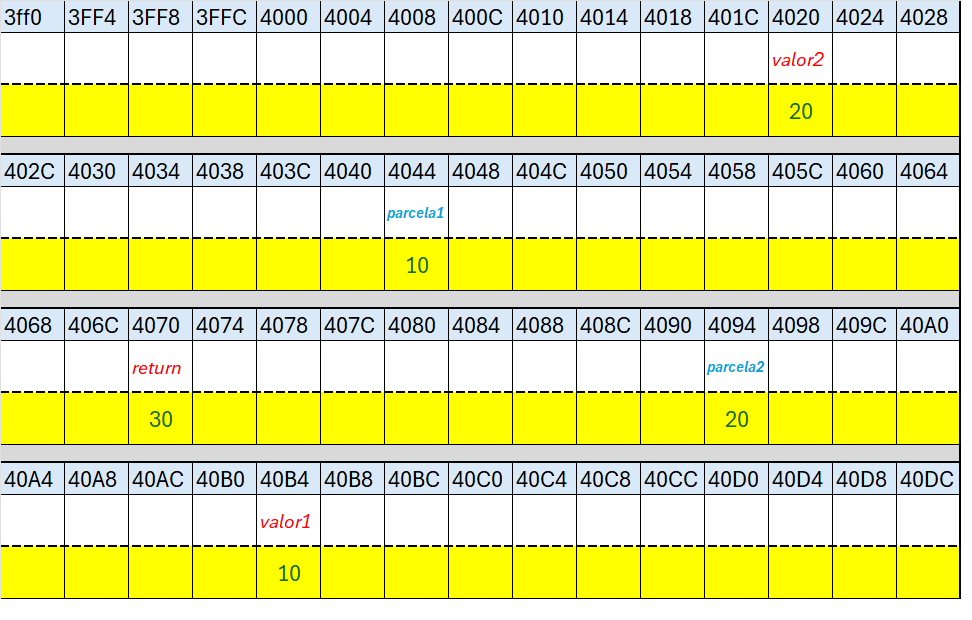 3ff0 3FF4 3FF8 3FFC 4000 4004 4008 400C 4010 4014 4018 401C 4020 4024 4028
valor2
20
402C 4030 4034 4038 403C 4040 4044 4048 404C 4050 4054 4058 405C 4060 4064
parcela1
10
4068 406C 4070 4074 4078 407C 4080 4084 4088 408C 4090 4094 4098 409C 40A0
return parcela2
30 20
40A4 40A8 40AC 40B0 40B4 40B8 40BC 40C0 40C4 40C8 40CC 40D0 40D4 40D8 40DC
valor1
10